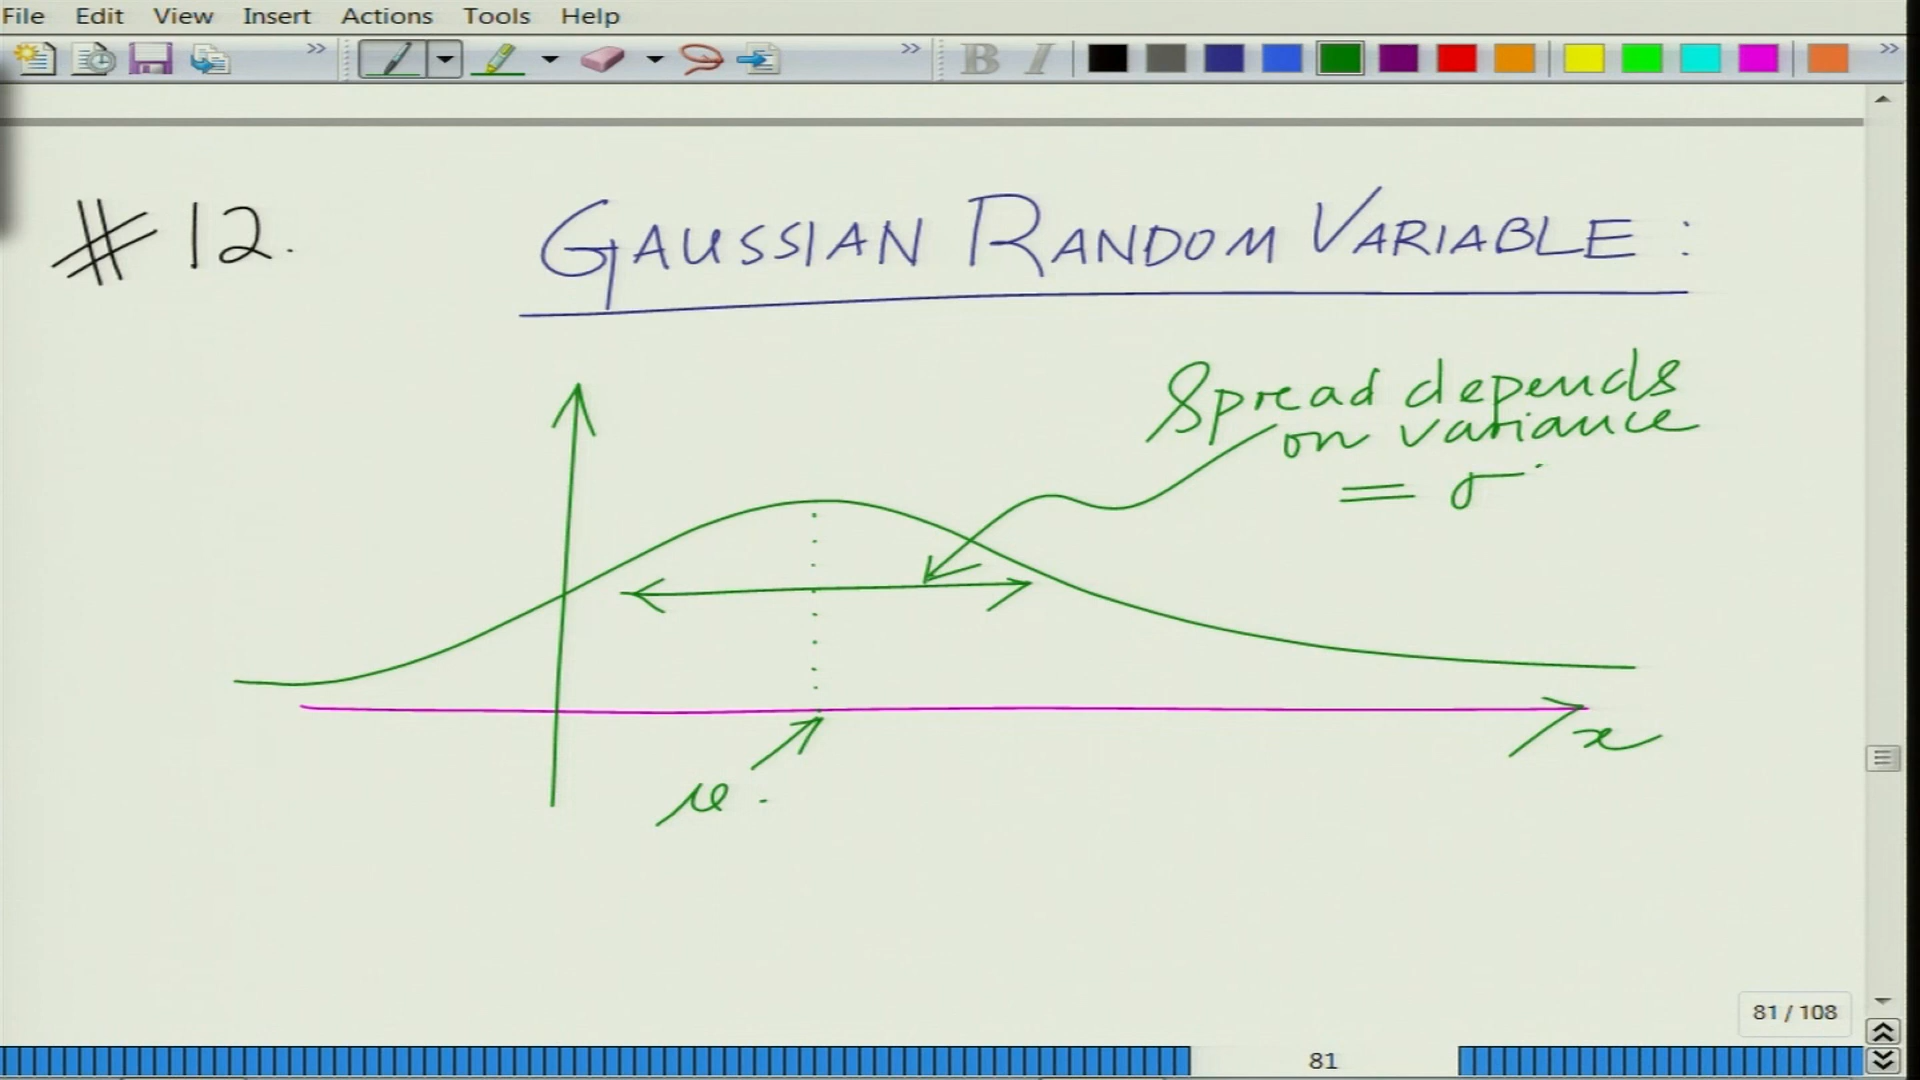 File Edit View Insert Actions Tools Help
B I
# 12.
GAUSSIAN RANDOM VARIABLE :
Spread depends
on variance
= σ
x
μ.
81 / 108
81